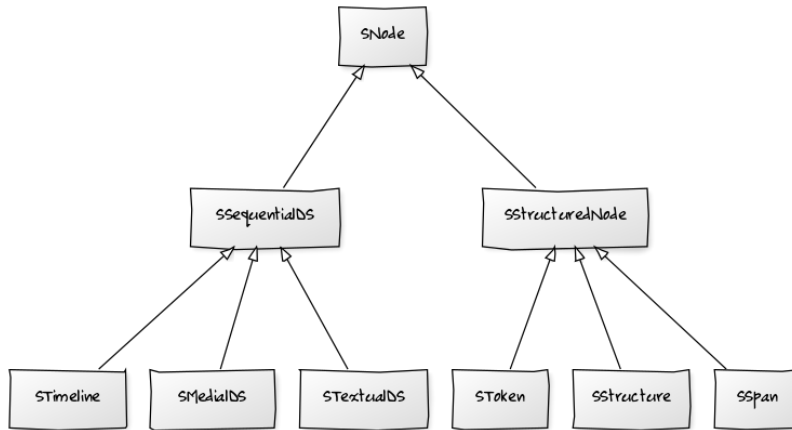 SNode
SSequentialDS
SStructuredNode
STimeline
SMedialDS
STextualDS
SToken
SStructure
SSpan